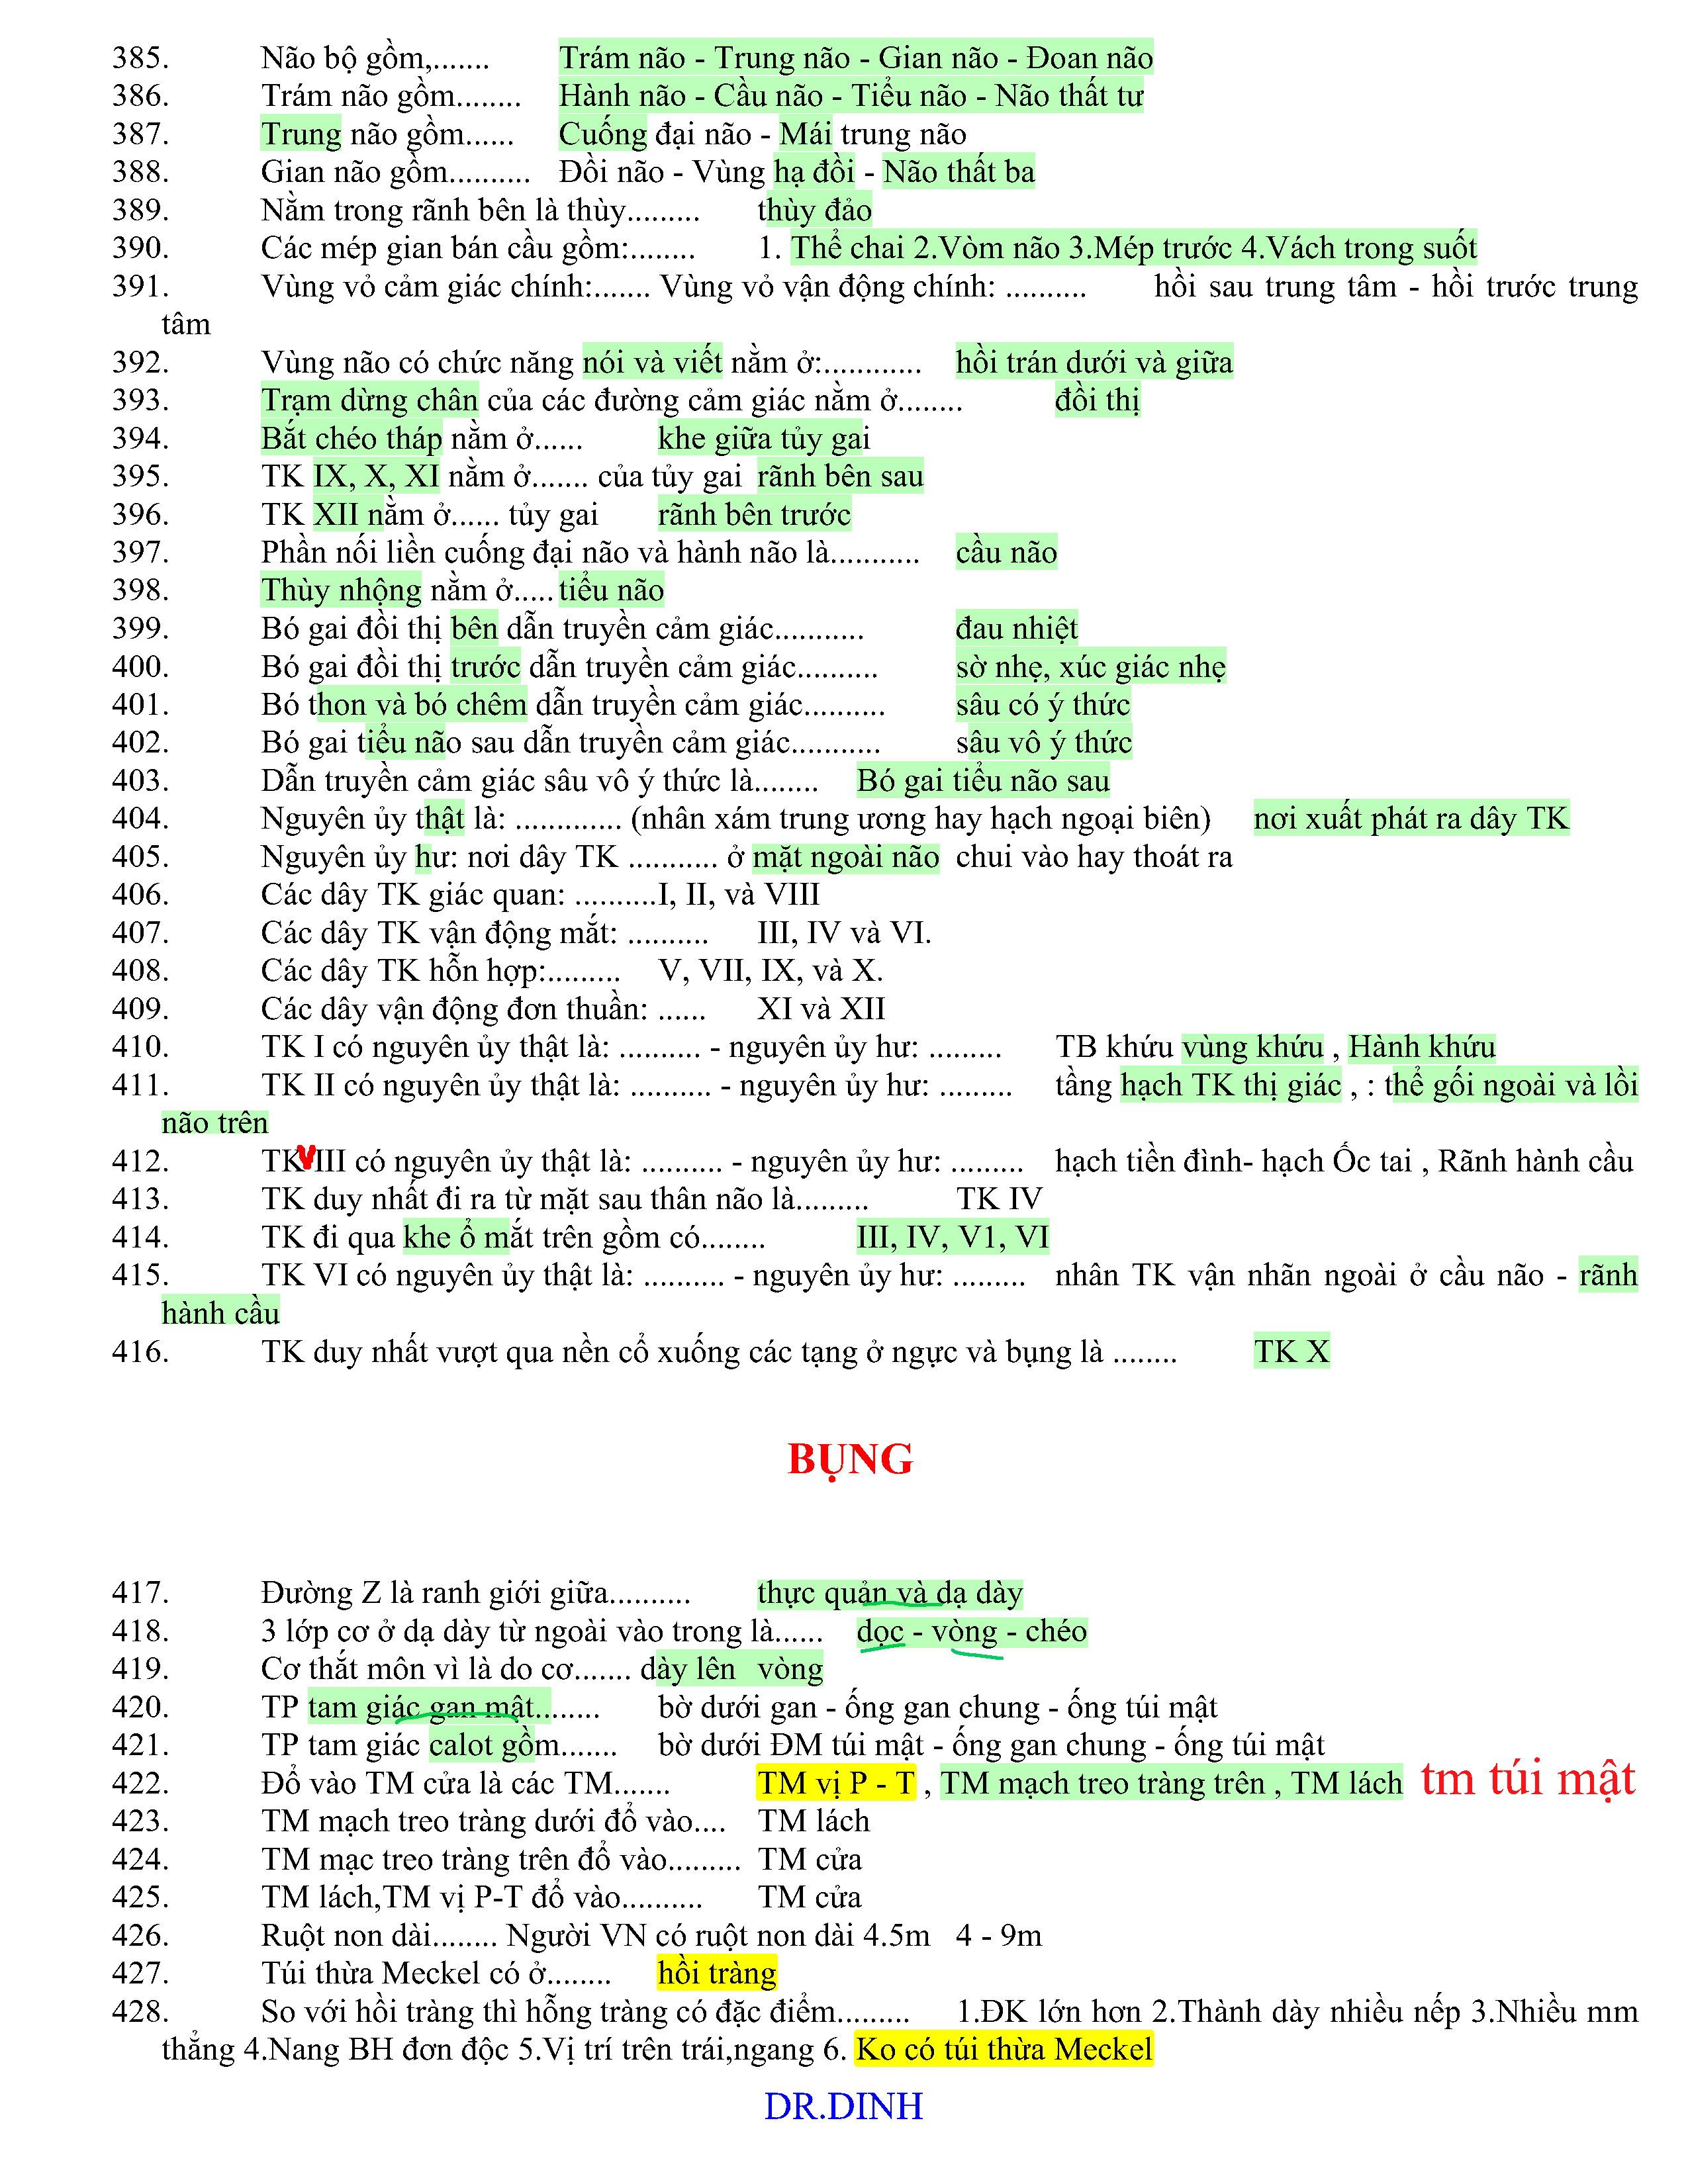 385. Não bộ gồm,....... Trám não - Trung não - Gian não - Đoan não
386. Trám não gồm........ Hành não - Cầu não - Tiểu não - Não thất tư
387. Trung não gồm...... Cuống đại não - Mái trung não
388. Gian não gồm.......... Đồi não - Vùng hạ đồi - Não thất ba
389. Nằm trong rãnh bên là thùy......... thùy đảo
390. Các mép gian bán cầu gồm:........ 1. Thể chai 2.Vòm não 3.Mép trước 4.Vách trong suốt
391. Vùng vỏ cảm giác chính:....... Vùng vỏ vận động chính: .......... hồi sau trung tâm - hồi trước trung
tâm
392. Vùng não có chức năng nói và viết nằm ở:............ hồi trán dưới và giữa
393. Trạm dừng chân của các đường cảm giác nằm ở........ đồi thị
394. Bắt chéo tháp nằm ở...... khe giữa tủy gai
395. TK IX, X, XI nằm ở....... của tủy gai rãnh bên sau
396. TK XII nằm ở...... tủy gai rãnh bên trước
397. Phần nối liền cuống đại não và hành não là........... cầu não
398. Thùy nhộng nằm ở..... tiểu não
399. Bó gai đồi thị bên dẫn truyền cảm giác........... đau nhiệt
400. Bó gai đồi thị trước dẫn truyền cảm giác.......... sờ nhẹ, xúc giác nhẹ
401. Bó thon và bó chêm dẫn truyền cảm giác.......... sâu có ý thức
402. Bó gai tiểu não sau dẫn truyền cảm giác........... sâu vô ý thức
403. Dẫn truyền cảm giác sâu vô ý thức là........ Bó gai tiểu não sau
404. Nguyên ủy thật là: ............. (nhân xám trung ương hay hạch ngoại biên) nơi xuất phát ra dây TK
405. Nguyên ủy hư: nơi dây TK ........... ở mặt ngoài não chui vào hay thoát ra
406. Các dây TK giác quan: ..........I, II, và VIII
407. Các dây TK vận động mắt: .......... III, IV và VI.
408. Các dây TK hỗn hợp:......... V, VII, IX, và X.
409. Các dây vận động đơn thuần: ...... XI và XII
410. TK I có nguyên ủy thật là: .......... - nguyên ủy hư: ......... TB khứu vùng khứu , Hành khứu
411. TK II có nguyên ủy thật là: .......... - nguyên ủy hư: ......... tầng hạch TK thị giác , : thể gối ngoài và lồi
não trên
412. TK VIII có nguyên ủy thật là: .......... - nguyên ủy hư: ......... hạch tiền đình- hạch Ốc tai , Rãnh hành cầu
413. TK duy nhất đi ra từ mặt sau thân não là......... TK IV
414. TK đi qua khe ổ mắt trên gồm có........ III, IV, V1, VI
415. TK VI có nguyên ủy thật là: .......... - nguyên ủy hư: ......... nhân TK vận nhãn ngoài ở cầu não - rãnh
hành cầu
416. TK duy nhất vượt qua nền cổ xuống các tạng ở ngực và bụng là ........ TK X
BỤNG
417. Đường Z là ranh giới giữa.......... thực quản và dạ dày
418. 3 lớp cơ ở dạ dày từ ngoài vào trong là...... dọc - vòng - chéo
419. Cơ thắt môn vì là do cơ....... dày lên vòng
420. TP tam giác gan mật........ bờ dưới gan - ống gan chung - ống túi mật
421. TP tam giác calot gồm....... bờ dưới ĐM túi mật - ống gan chung - ống túi mật
422. Đổ vào TM cửa là các TM....... TM vị P - T , TM mạch treo tràng trên , TM lách tm túi mật
423. TM mạch treo tràng dưới đổ vào.... TM lách
424. TM mạc treo tràng trên đổ vào......... TM cửa
425. TM lách,TM vị P-T đổ vào.......... TM cửa
426. Ruột non dài........ Người VN có ruột non dài 4.5m 4 - 9m
427. Túi thừa Meckel có ở........ hồi tràng
428. So với hồi tràng thì hỗng tràng có đặc điểm......... 1.ĐK lớn hơn 2.Thành dày nhiều nếp 3.Nhiều mm
thẳng 4.Nang BH đơn độc 5.Vị trí trên trái,ngang 6. Ko có túi thừa Meckel
DR.DINH